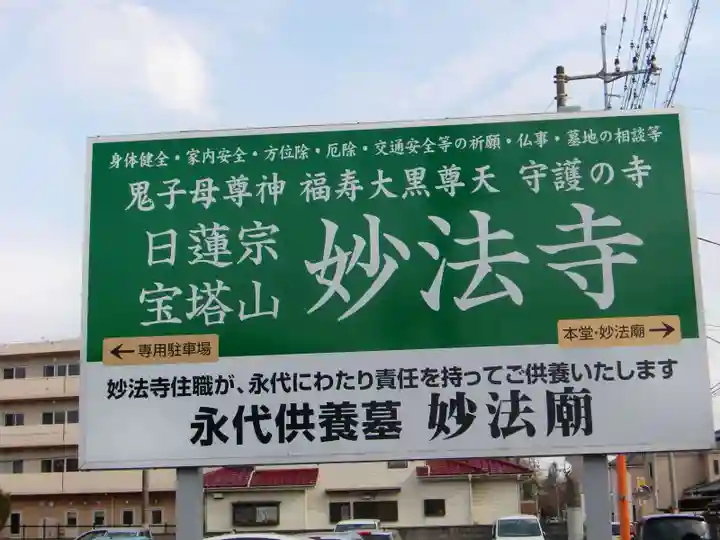 身体健全・家内安全・方位除・厄除・交通安全等の祈願・仏事・墓地の相談等
鬼子母尊神 福寿大黒尊天 守護の寺
日蓮宗
宝塔山
妙法寺
←専用駐車場
本堂・妙法廟→
妙法寺住職が、永代にわたり責任を持ってご供養いたします
永代供養墓 妙法廟